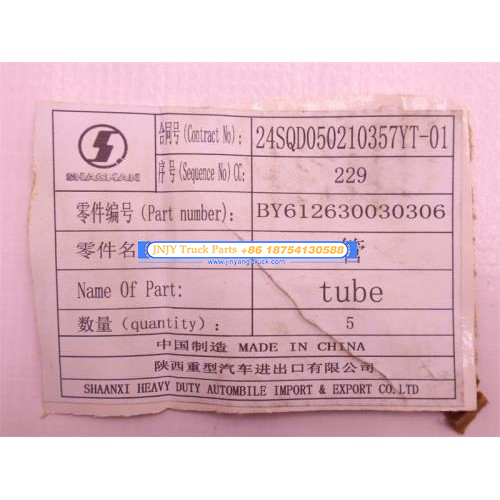 SHACMAN
合同号(Contract No): 24SQD050210357YT-01
序号(Sequence No)CC: 229
零件编号(Part number): BY612630030306
零件名 管
JNJY Truck Parts +86 18754130588
www.jinyangtruck.com
Name Of Part: tube
数量(quantity): 5
中国制造 MADE IN CHINA
陕西重型汽车进出口有限公司
SHAANXI HEAVY DUTY AUTOMBILE IMPORT & EXPORT CO.LTD